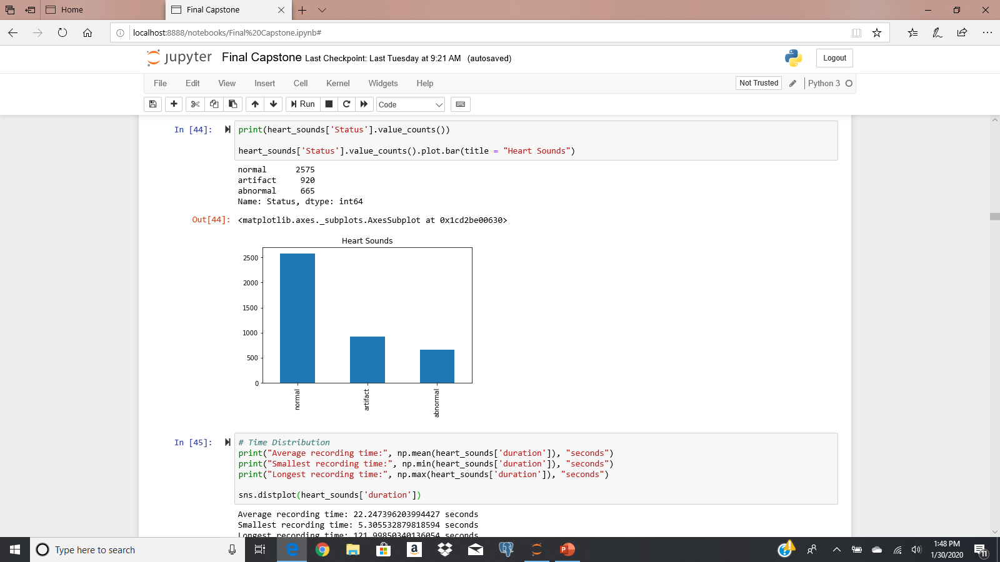 Home
Final Capstone
localhost:8888/notebooks/Final%20Capstone.ipynb#
jupyter Final Capstone Last Checkpoint: Last Tuesday at 9:21 AM (autosaved)
Logout
File Edit View Insert Cell Kernel Widgets Help
Not Trusted
Python 3
Run
Code
In [44]:
print(heart_sounds['Status'].value_counts())
heart_sounds['Status'].value_counts().plot.bar(title = "Heart Sounds")
normal 2575
artifact 920
abnormal 665
Name: Status, dtype: int64
Out[44]: <matplotlib.axes._subplots.AxesSubplot at 0x1cd2be00630>
Heart Sounds
2500
2000
1500
1000
500
0
normal
artifact
abnormal
In [45]:
# Time Distribution
print("Average recording time:", np.mean(heart_sounds['duration']), "seconds")
print("Smallest recording time:", np.min(heart_sounds['duration']), "seconds")
print("Longest recording time:", np.max(heart_sounds['duration']), "seconds")
sns.distplot(heart_sounds['duration'])
Average recording time: 22.247396203994427 seconds
Smallest recording time: 5.305532879818594 seconds
Longest recording time: 121.99850340136054 seconds
Type here to search
1:48 PM
1/30/2020
11